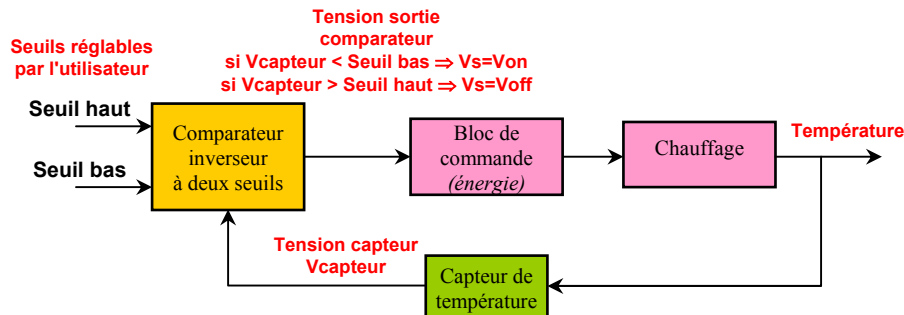 Tension sortie
comparateur
si Vcapteur < Seuil bas ⇒ Vs=Von
si Vcapteur > Seuil haut ⇒ Vs=Voff
Seuils réglables
par l'utilisateur
Seuil haut
Seuil bas
Comparateur
inverseur
à deux seuils
Bloc de
commande
(énergie)
Chauffage
Température
Tension capteur
Vcapteur
Capteur de
température